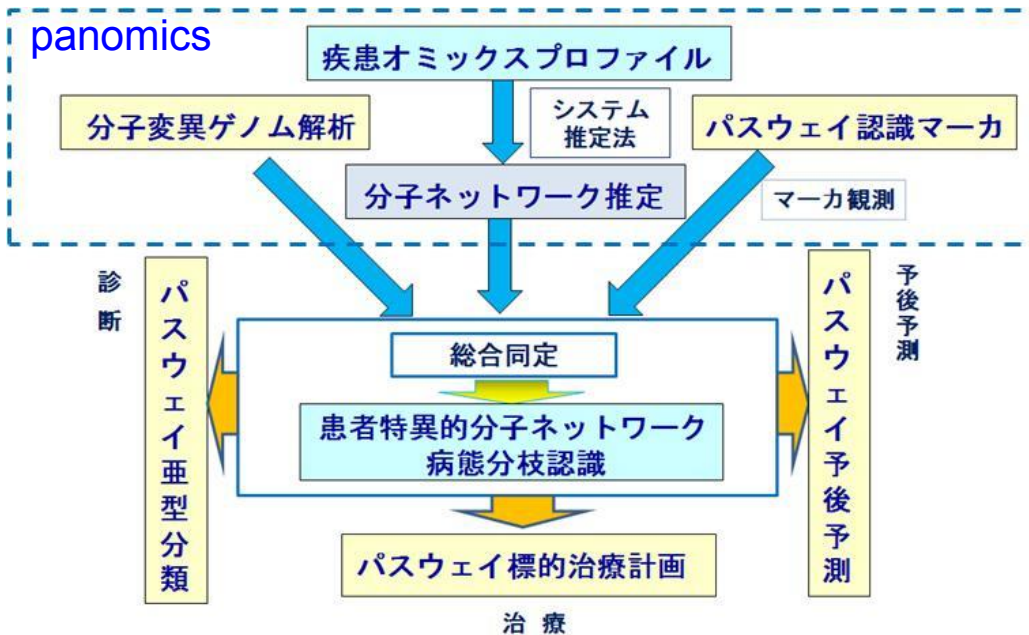 panomics
疾患オミックスプロファイル
分子変異ゲノム解析
システム
推定法
パスウェイ認識マーカ
分子ネットワーク推定
マーカ観測
診断
パスウェイ亜型分類
総合同定
患者特異的分子ネットワーク
病態分枝認識
パスウェイ予後予測
予後予測
パスウェイ標的治療計画
治 療